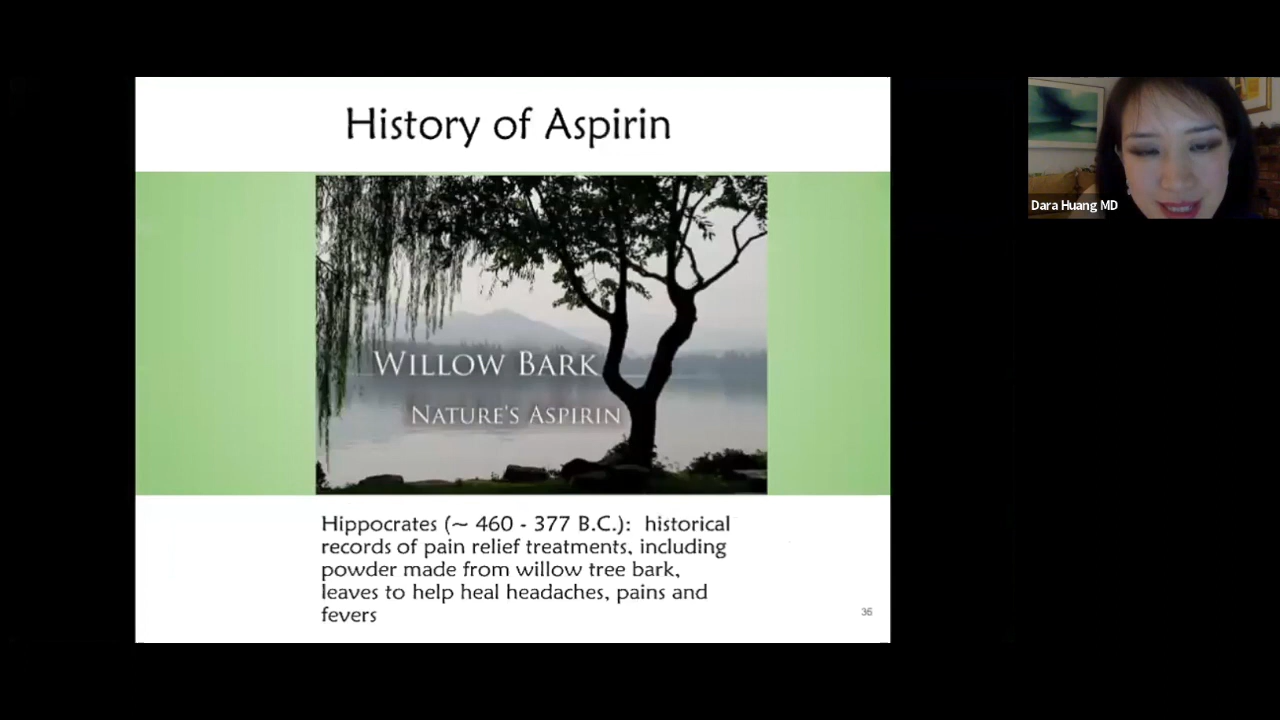 History of Aspirin
WILLOW BARK
NATURE'S ASPIRIN
Hippocrates (~ 460 - 377 B.C.): historical
records of pain relief treatments, including
powder made from willow tree bark,
leaves to help heal headaches, pains and
fevers
36
Dara Huang MD